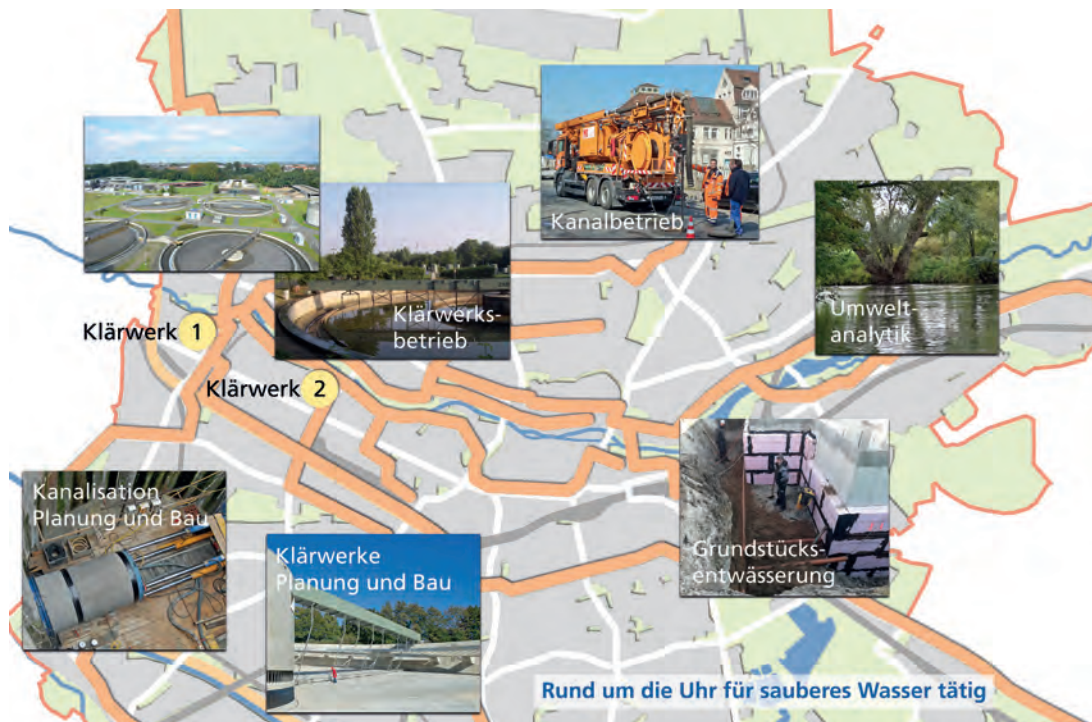 Kanalbetrieb
Klärwerks-
betrieb
Umwelt-
analytik
Klärwerk 1
Klärwerk 2
Kanalisation
Planung und Bau
Klärwerke
Planung und Bau
Grundstücks-
entwässerung
Rund um die Uhr für sauberes Wasser tätig